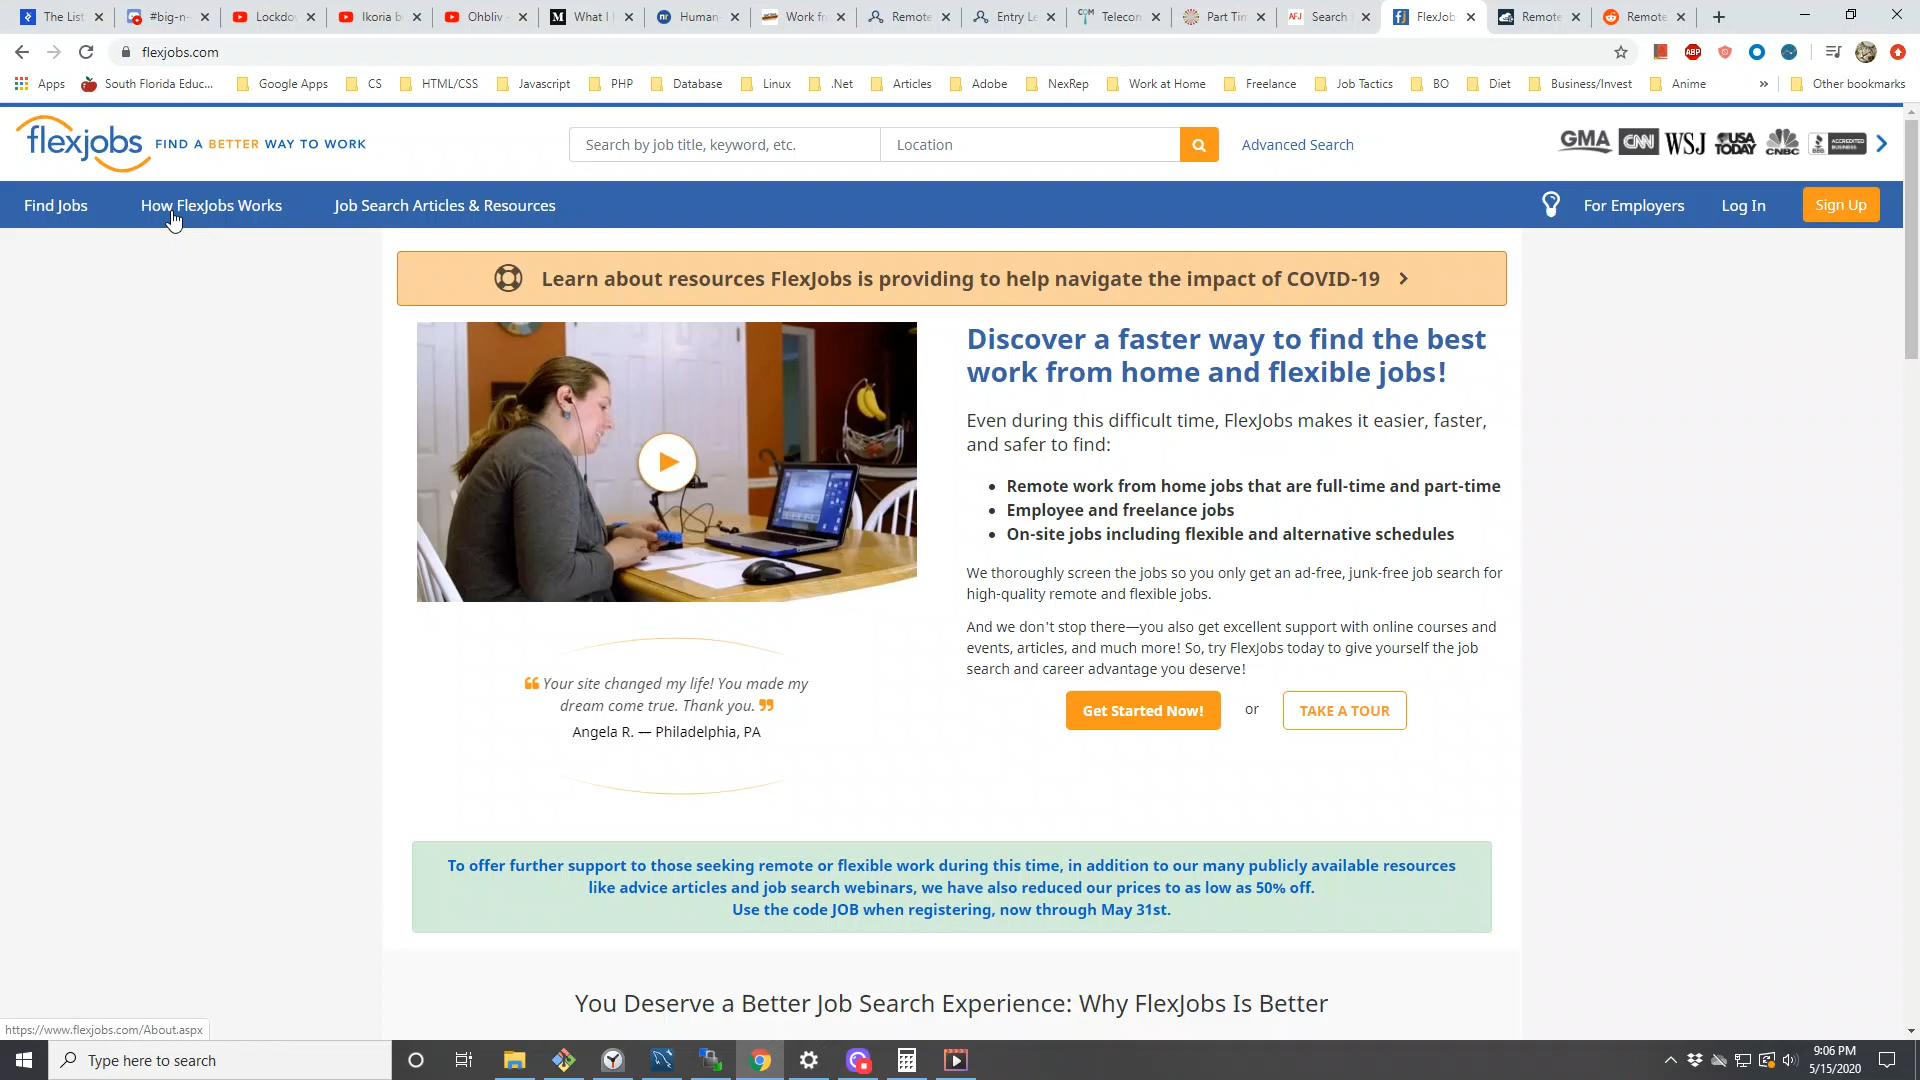 The List
#big-n-
Lockdo
Ikoria b
Ohbliv -
What I
Human-
Work fr
Remote
Entry Le
Telecon
Part Tin
Search
FlexJob
Remote
Remote
flexjobs.com
ABP
Apps
South Florida Educ...
Google Apps
CS
HTML/CSS
Javascript
PHP
Database
Linux
.Net
Articles
Adobe
NexRep
Work at Home
Freelance
Job Tactics
BO
Diet
Business/Invest
Anime
»
Other bookmarks
flexjobs FIND A BETTER WAY TO WORK
Search by job title, keyword, etc.
Location
Advanced Search
GMA
CNN
WSJ
USA TODAY
CNBC
BBB ACCREDITED BUSINESS
Find Jobs
How FlexJobs Works
Job Search Articles & Resources
For Employers
Log In
Sign Up
Learn about resources FlexJobs is providing to help navigate the impact of COVID-19
Discover a faster way to find the best
work from home and flexible jobs!
Even during this difficult time, FlexJobs makes it easier, faster,
and safer to find:
• Remote work from home jobs that are full-time and part-time
• Employee and freelance jobs
• On-site jobs including flexible and alternative schedules
We thoroughly screen the jobs so you only get an ad-free, junk-free job search for
high-quality remote and flexible jobs.
And we don't stop there—you also get excellent support with online courses and
events, articles, and much more! So, try FlexJobs today to give yourself the job
search and career advantage you deserve!
Get Started Now!
or
TAKE A TOUR
❝ Your site changed my life! You made my
dream come true. Thank you. ❞
Angela R. — Philadelphia, PA
To offer further support to those seeking remote or flexible work during this time, in addition to our many publicly available resources
like advice articles and job search webinars, we have also reduced our prices to as low as 50% off.
Use the code JOB when registering, now through May 31st.
You Deserve a Better Job Search Experience: Why FlexJobs Is Better
https://www.flexjobs.com/About.aspx
Type here to search
9:06 PM
5/15/2020